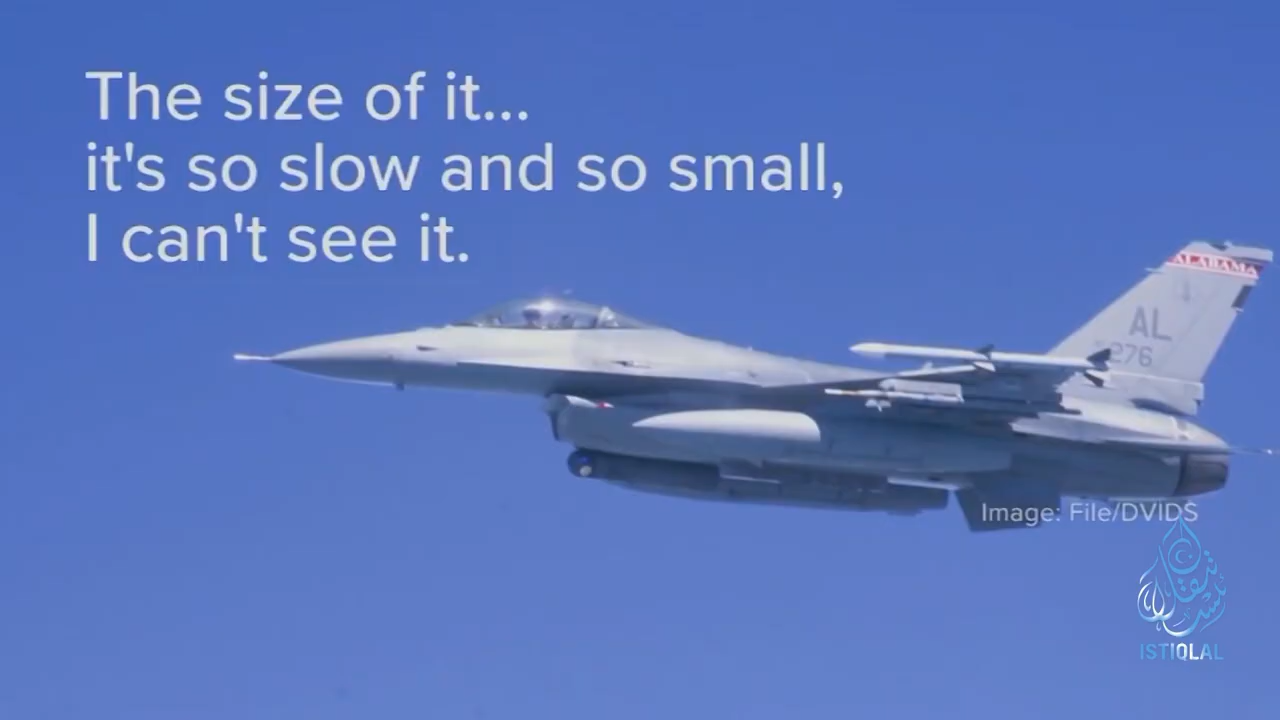 The size of it...
it's so slow and so small,
I can't see it.
ALABAMA
AL
276
Image: File/DVIDS
ISTIQLAL